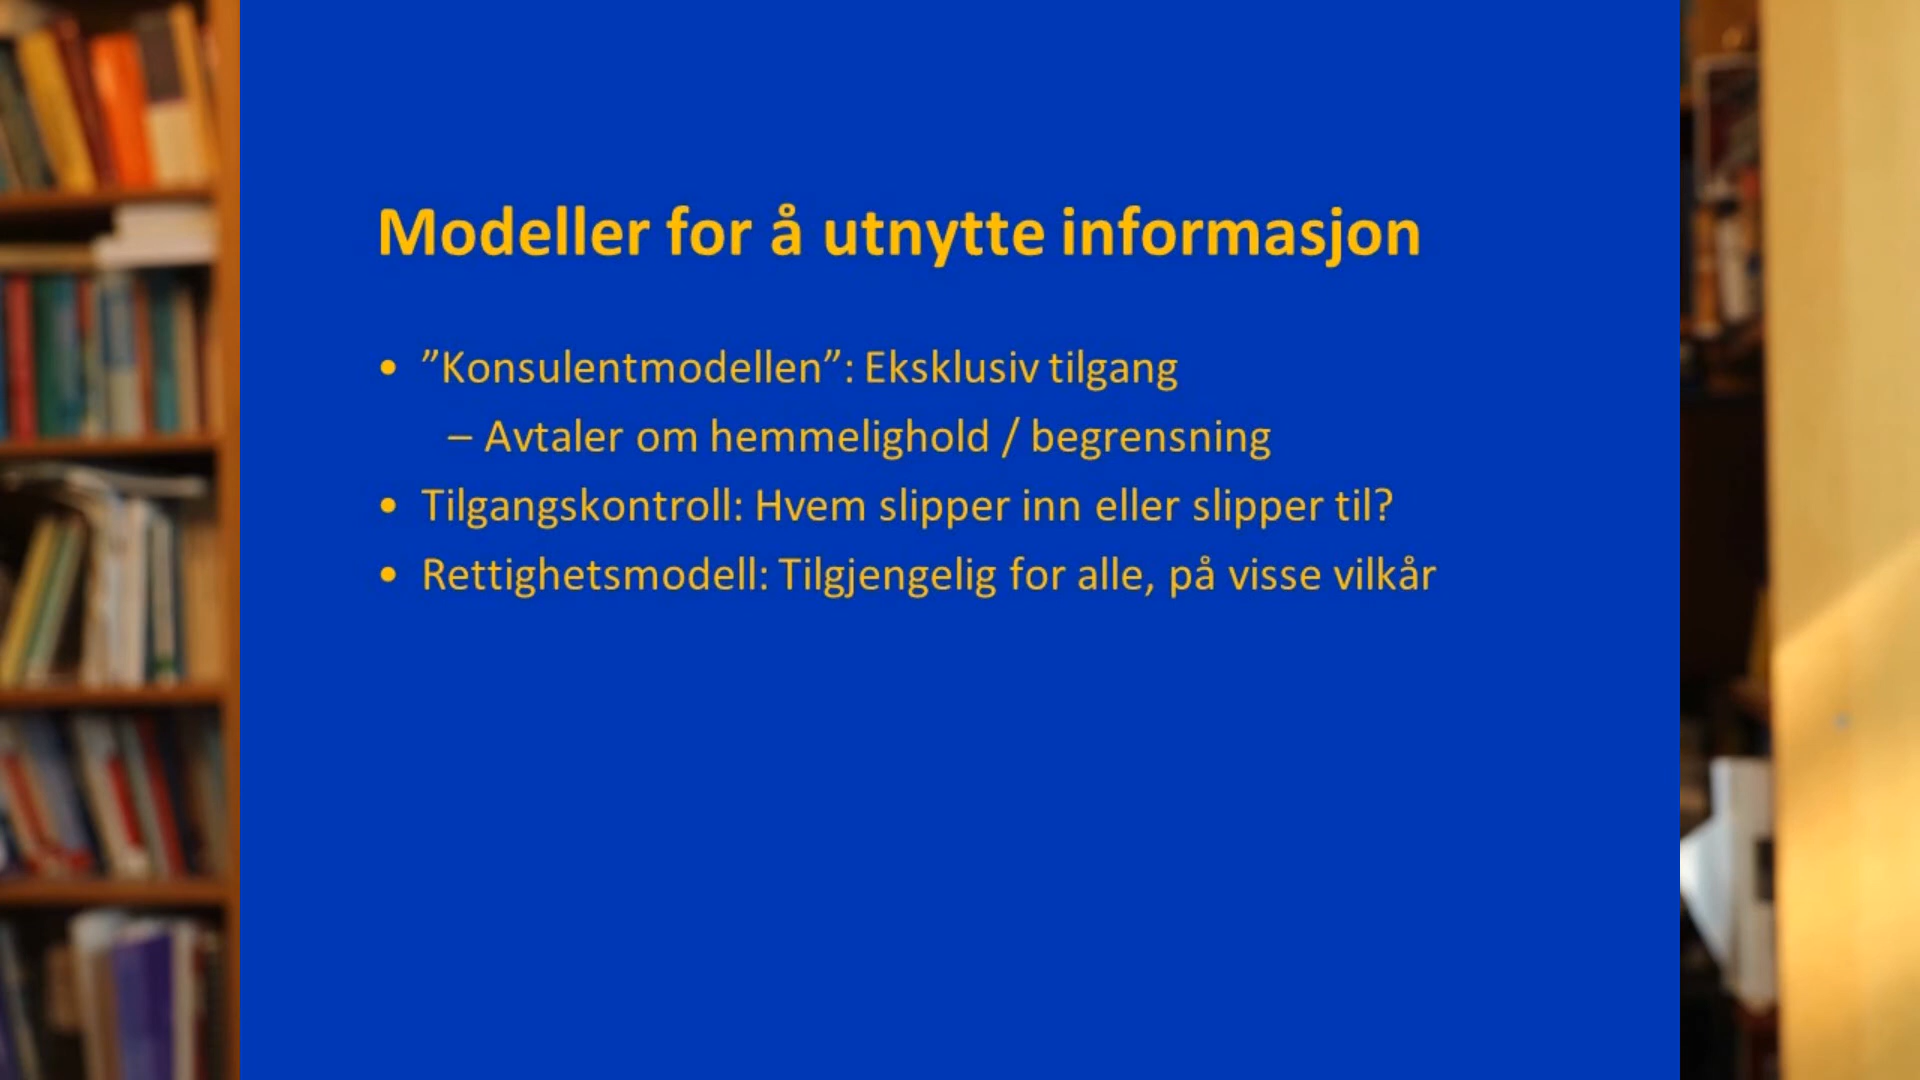 Modeller for å utnytte informasjon
• ”Konsulentmodellen”: Eksklusiv tilgang
– Avtaler om hemmelighold / begrensning
• Tilgangskontroll: Hvem slipper inn eller slipper til?
• Rettighetsmodell: Tilgjengelig for alle, på visse vilkår